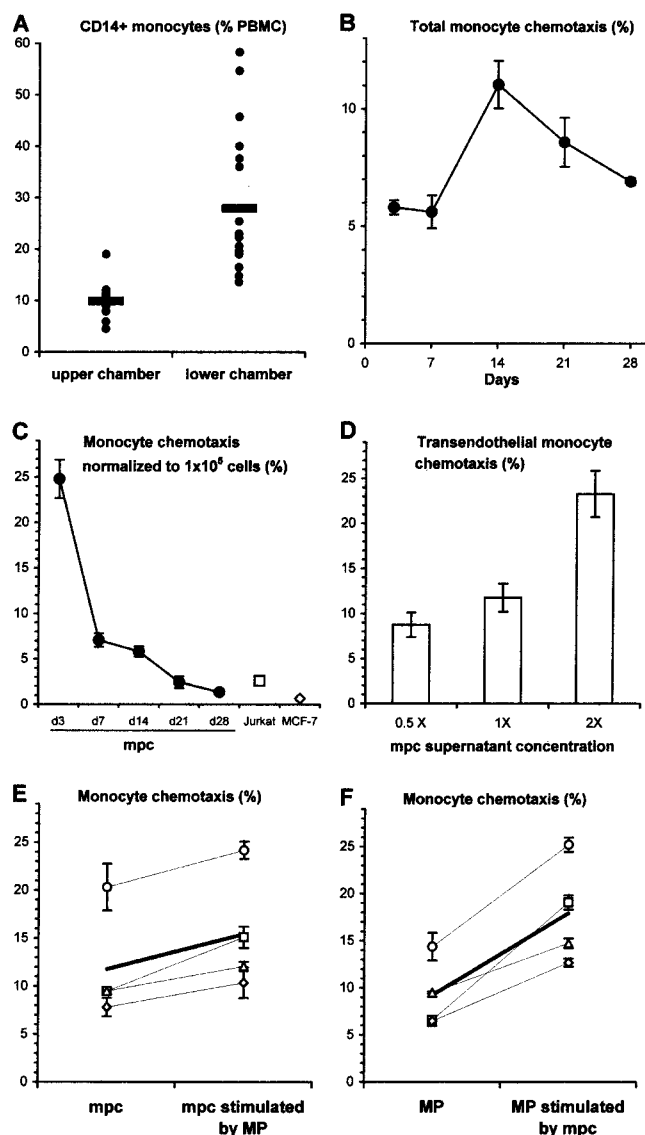 A CD14+ monocytes (% PBMC)
60
50
40
30
20
10
0
upper chamber lower chamber
B Total monocyte chemotaxis (%)
10
5
0
0 7 14 21 28
Days
C Monocyte chemotaxis
normalized to 1x10⁵ cells (%)
25
20
15
10
5
0
d3 d7 d14 d21 d28 Jurkat MCF-7
mpc
D Transendothelial monocyte
chemotaxis (%)
25
20
15
10
5
0
0.5 X 1X 2X
mpc supernatant concentration
E Monocyte chemotaxis (%)
25
20
15
10
5
0
mpc mpc stimulated
by MP
F Monocyte chemotaxis (%)
25
20
15
10
5
0
MP MP stimulated
by mpc